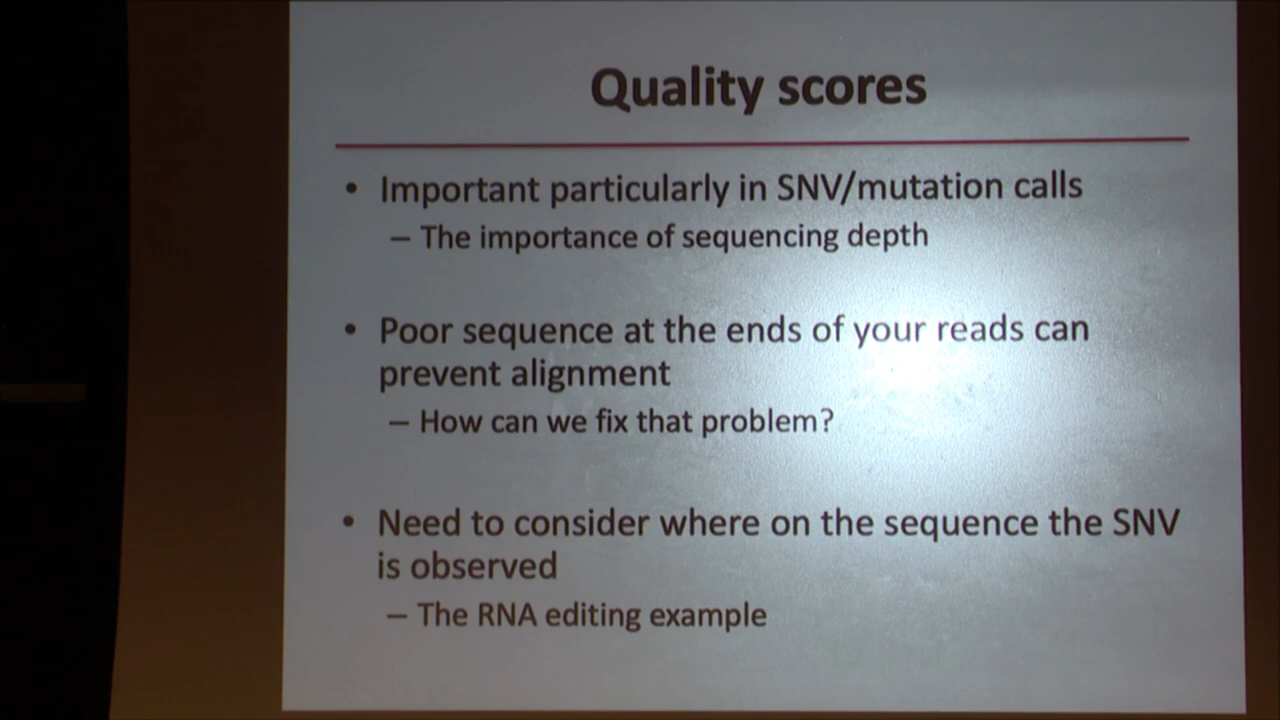 Quality scores
• Important particularly in SNV/mutation calls
– The importance of sequencing depth
• Poor sequence at the ends of your reads can
prevent alignment
– How can we fix that problem?
• Need to consider where on the sequence the SNV
is observed
– The RNA editing example